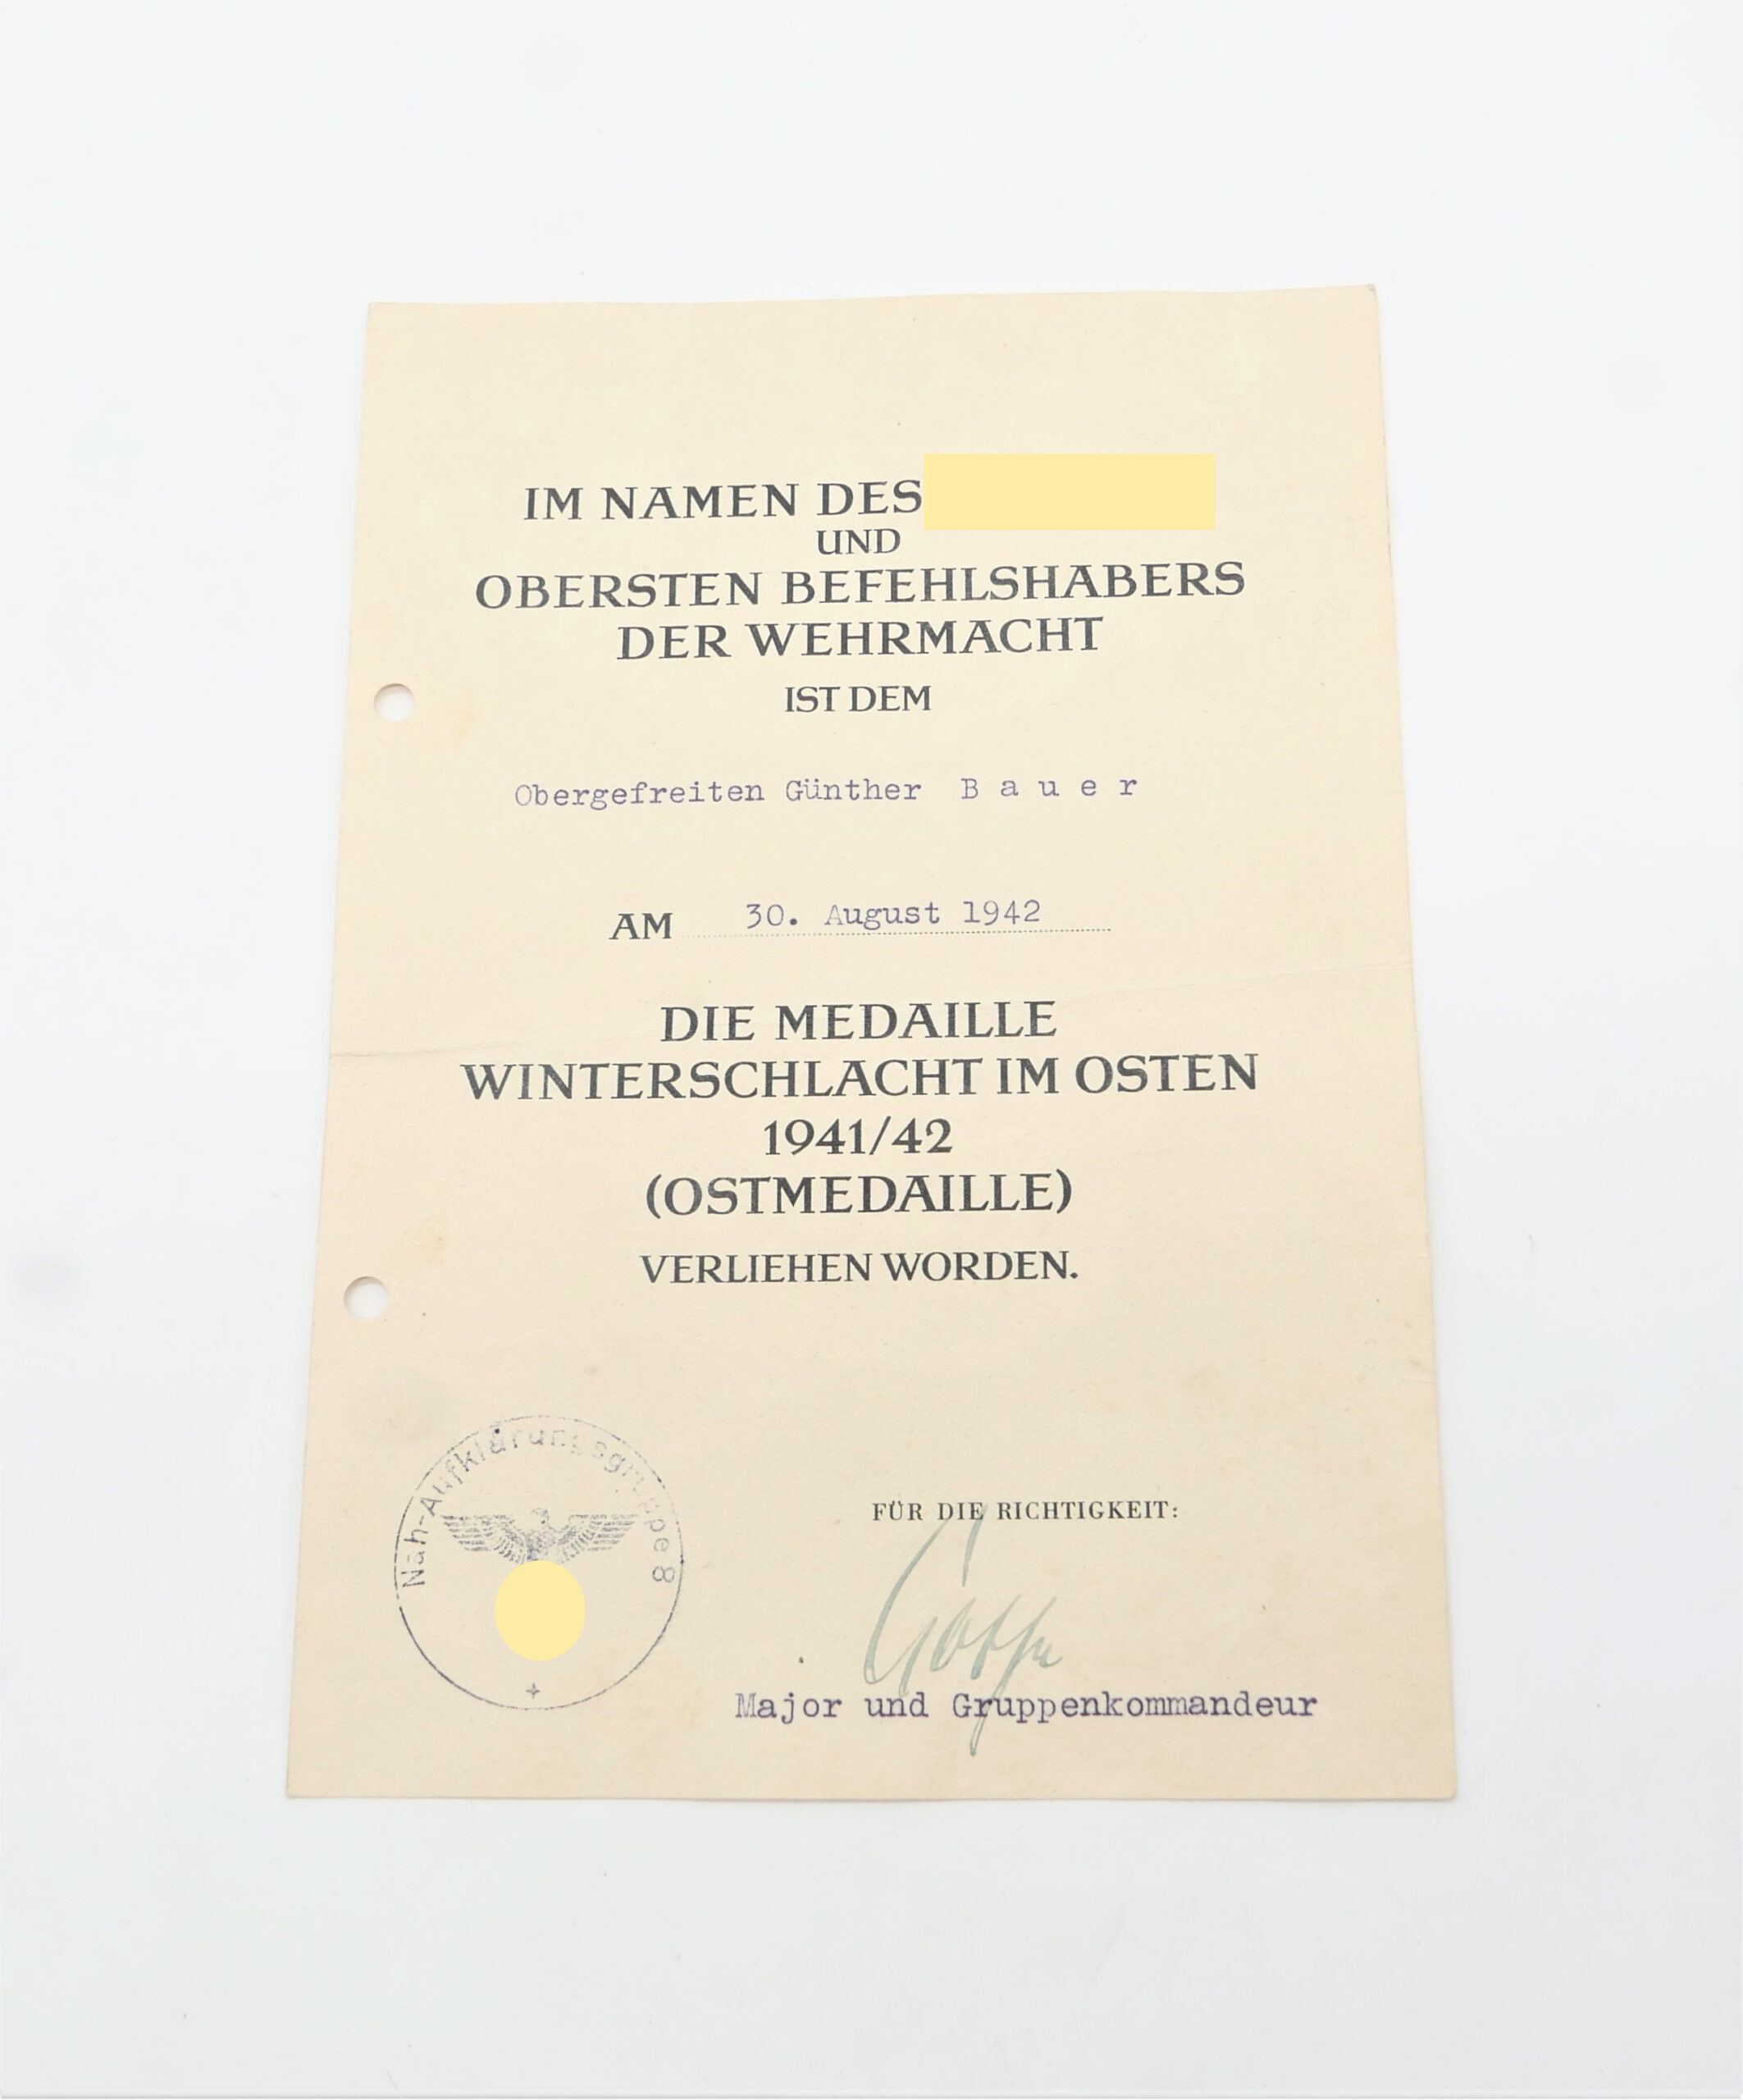 IM NAMEN DES
UND
OBERSTEN BEFEHLSHABERS
DER WEHRMACHT
IST DEM
Obergefreiten Günther B a u e r
AM 30. August 1942
DIE MEDAILLE
WINTERSCHLACHT IM OSTEN
1941/42
(OSTMEDAILLE)
VERLIEHEN WORDEN.
Nah-Aufklärungsgruppe 8
FÜR DIE RICHTIGKEIT:
Major und Gruppenkommandeur